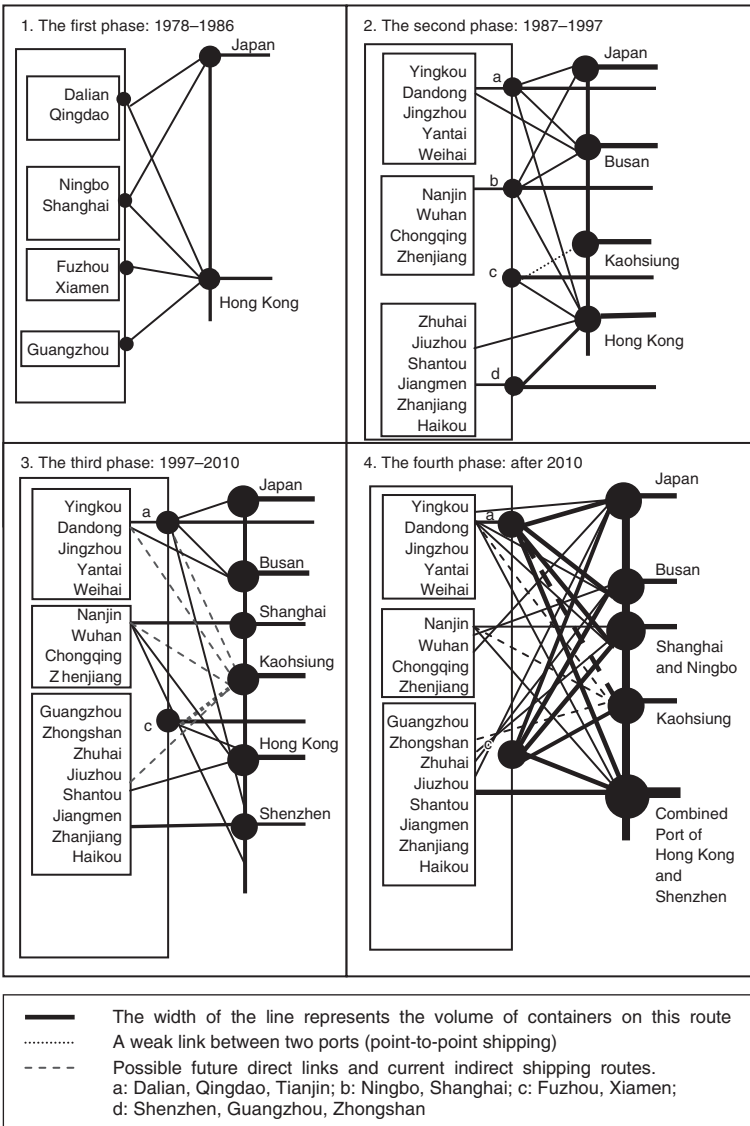 1. The first phase: 1978–1986
Japan
Dalian
Qingdao
Ningbo
Shanghai
Fuzhou
Xiamen
Hong Kong
Guangzhou
2. The second phase: 1987–1997
Japan
Yingkou
a
Dandong
Jingzhou
Yantai
Weihai
Busan
b
Nanjin
Wuhan
Chongqing
Zhenjiang
Kaohsiung
c
Zhuhai
Jiuzhou
Shantou
Jiangmen
Zhanjiang
Haikou
Hong Kong
d
3. The third phase: 1997–2010
Japan
Yingkou
a
Dandong
Jingzhou
Yantai
Weihai
Busan
Nanjin
Wuhan
Chongqing
Zhenjiang
Shanghai
Kaohsiung
Guangzhou
Zhongshan
Zhuhai
Jiuzhou
Shantou
Jiangmen
Zhanjiang
Haikou
c
Hong Kong
Shenzhen
4. The fourth phase: after 2010
Japan
Yingkou
a
Dandong
Jingzhou
Yantai
Weihai
Busan
Nanjin
Wuhan
Chongqing
Zhenjiang
Shanghai
and Ningbo
Kaohsiung
Guangzhou
Zhongshan
Zhuhai
Jiuzhou
Shantou
Jiangmen
Zhanjiang
Haikou
c
Combined
Port of
Hong Kong
and
Shenzhen
The width of the line represents the volume of containers on this route
A weak link between two ports (point-to-point shipping)
Possible future direct links and current indirect shipping routes.
a: Dalian, Qingdao, Tianjin; b: Ningbo, Shanghai; c: Fuzhou, Xiamen;
d: Shenzhen, Guangzhou, Zhongshan